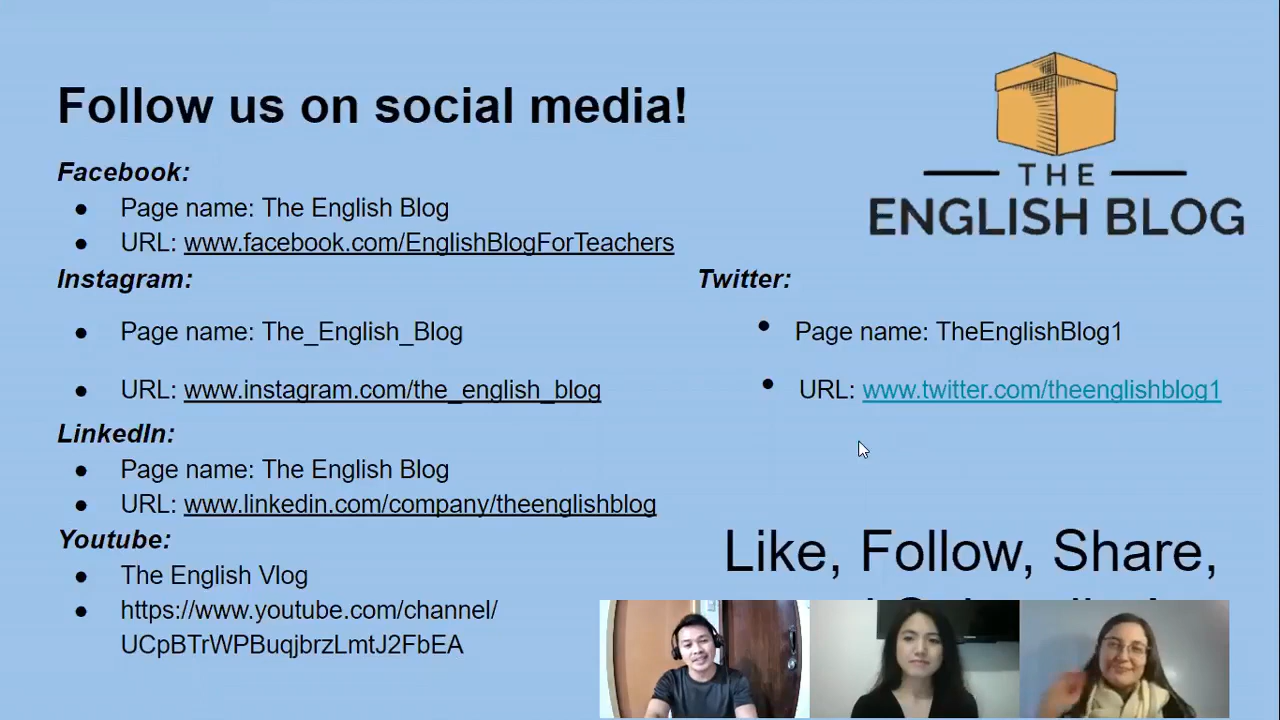 Follow us on social media!
THE
ENGLISH BLOG
Facebook:
● Page name: The English Blog
● URL: www.facebook.com/EnglishBlogForTeachers
Instagram:
● Page name: The_English_Blog
● URL: www.instagram.com/the_english_blog
Twitter:
● Page name: TheEnglishBlog1
● URL: www.twitter.com/theenglishblog1
LinkedIn:
● Page name: The English Blog
● URL: www.linkedin.com/company/theenglishblog
Youtube:
● The English Vlog
● https://www.youtube.com/channel/
UCpBTrWPBuqjbrzLmtJ2FbEA
Like, Follow, Share,